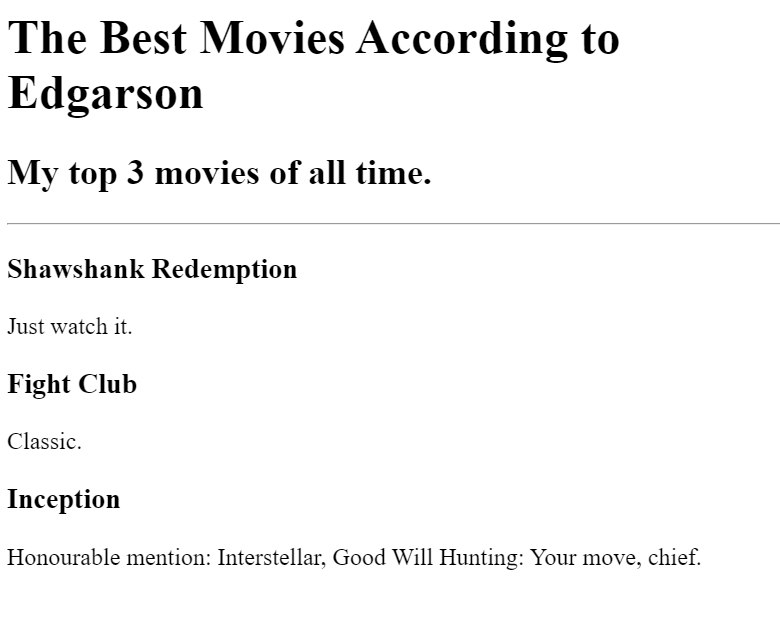 The Best Movies According to
Edgarson
My top 3 movies of all time.
Shawshank Redemption
Just watch it.
Fight Club
Classic.
Inception
Honourable mention: Interstellar, Good Will Hunting: Your move, chief.